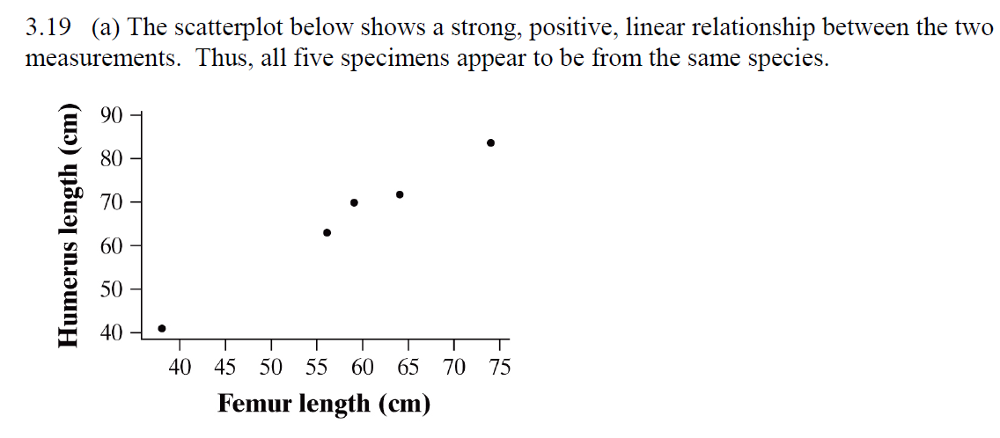 3.19 (a) The scatterplot below shows a strong, positive, linear relationship between the two
measurements. Thus, all five specimens appear to be from the same species.
Humerus length (cm)
90
80
70
60
50
40
40 45 50 55 60 65 70 75
Femur length (cm)